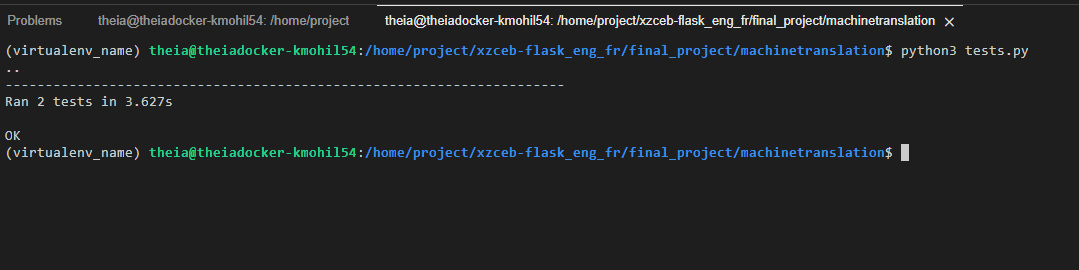 Problems theia@theiadocker-kmohil54: /home/project theia@theiadocker-kmohil54: /home/project/xzceb-flask_eng_fr/final_project/machinetranslation ×
(virtualenv_name) theia@theiadocker-kmohil54:/home/project/xzceb-flask_eng_fr/final_project/machinetranslation$ python3 tests.py
..
----------------------------------------------------------------------
Ran 2 tests in 3.627s
OK
(virtualenv_name) theia@theiadocker-kmohil54:/home/project/xzceb-flask_eng_fr/final_project/machinetranslation$